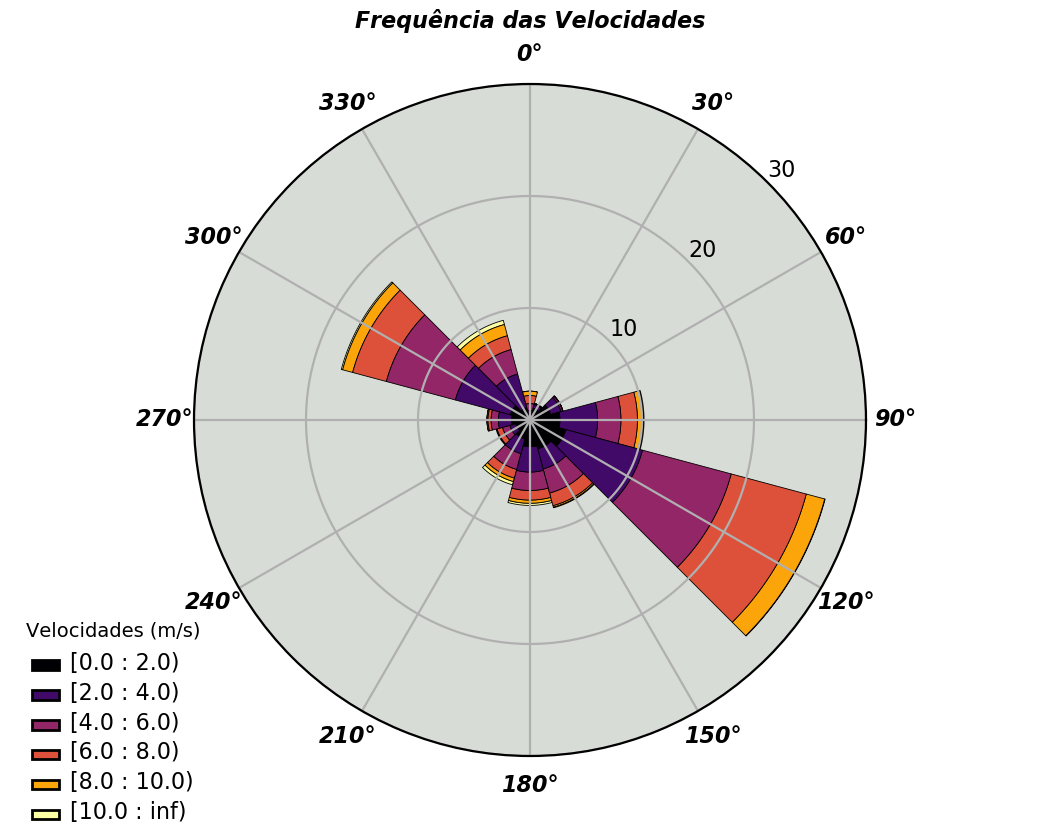 Frequência das Velocidades
0°
30°
60°
90°
120°
150°
180°
210°
240°
270°
300°
330°
10
20
30
Velocidades (m/s)
[0.0 : 2.0)
[2.0 : 4.0)
[4.0 : 6.0)
[6.0 : 8.0)
[8.0 : 10.0)
[10.0 : inf)